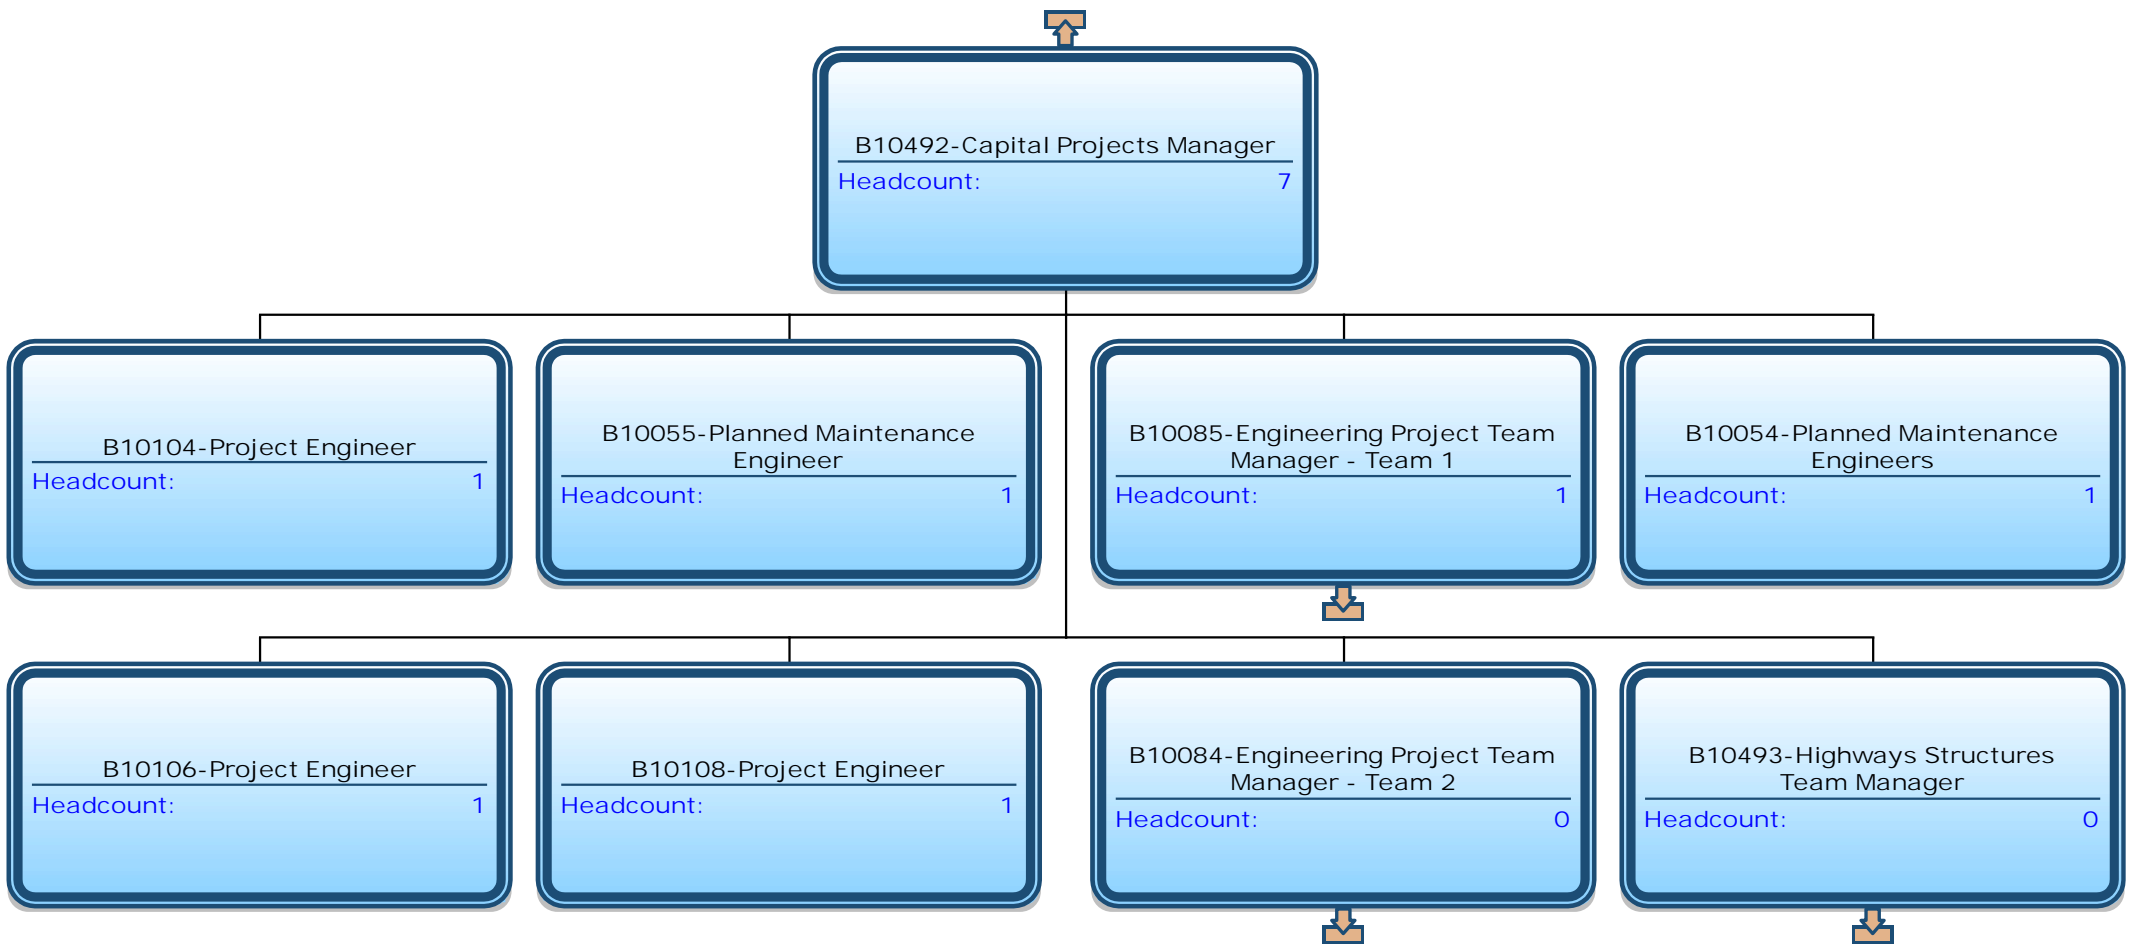 B10492-Capital Projects Manager
Headcount: 7
B10104-Project Engineer
Headcount: 1
B10055-Planned Maintenance
Engineer
Headcount: 1
B10085-Engineering Project Team
Manager - Team 1
Headcount: 1
B10054-Planned Maintenance
Engineers
Headcount: 1
B10106-Project Engineer
Headcount: 1
B10108-Project Engineer
Headcount: 1
B10084-Engineering Project Team
Manager - Team 2
Headcount: 0
B10493-Highways Structures
Team Manager
Headcount: 0